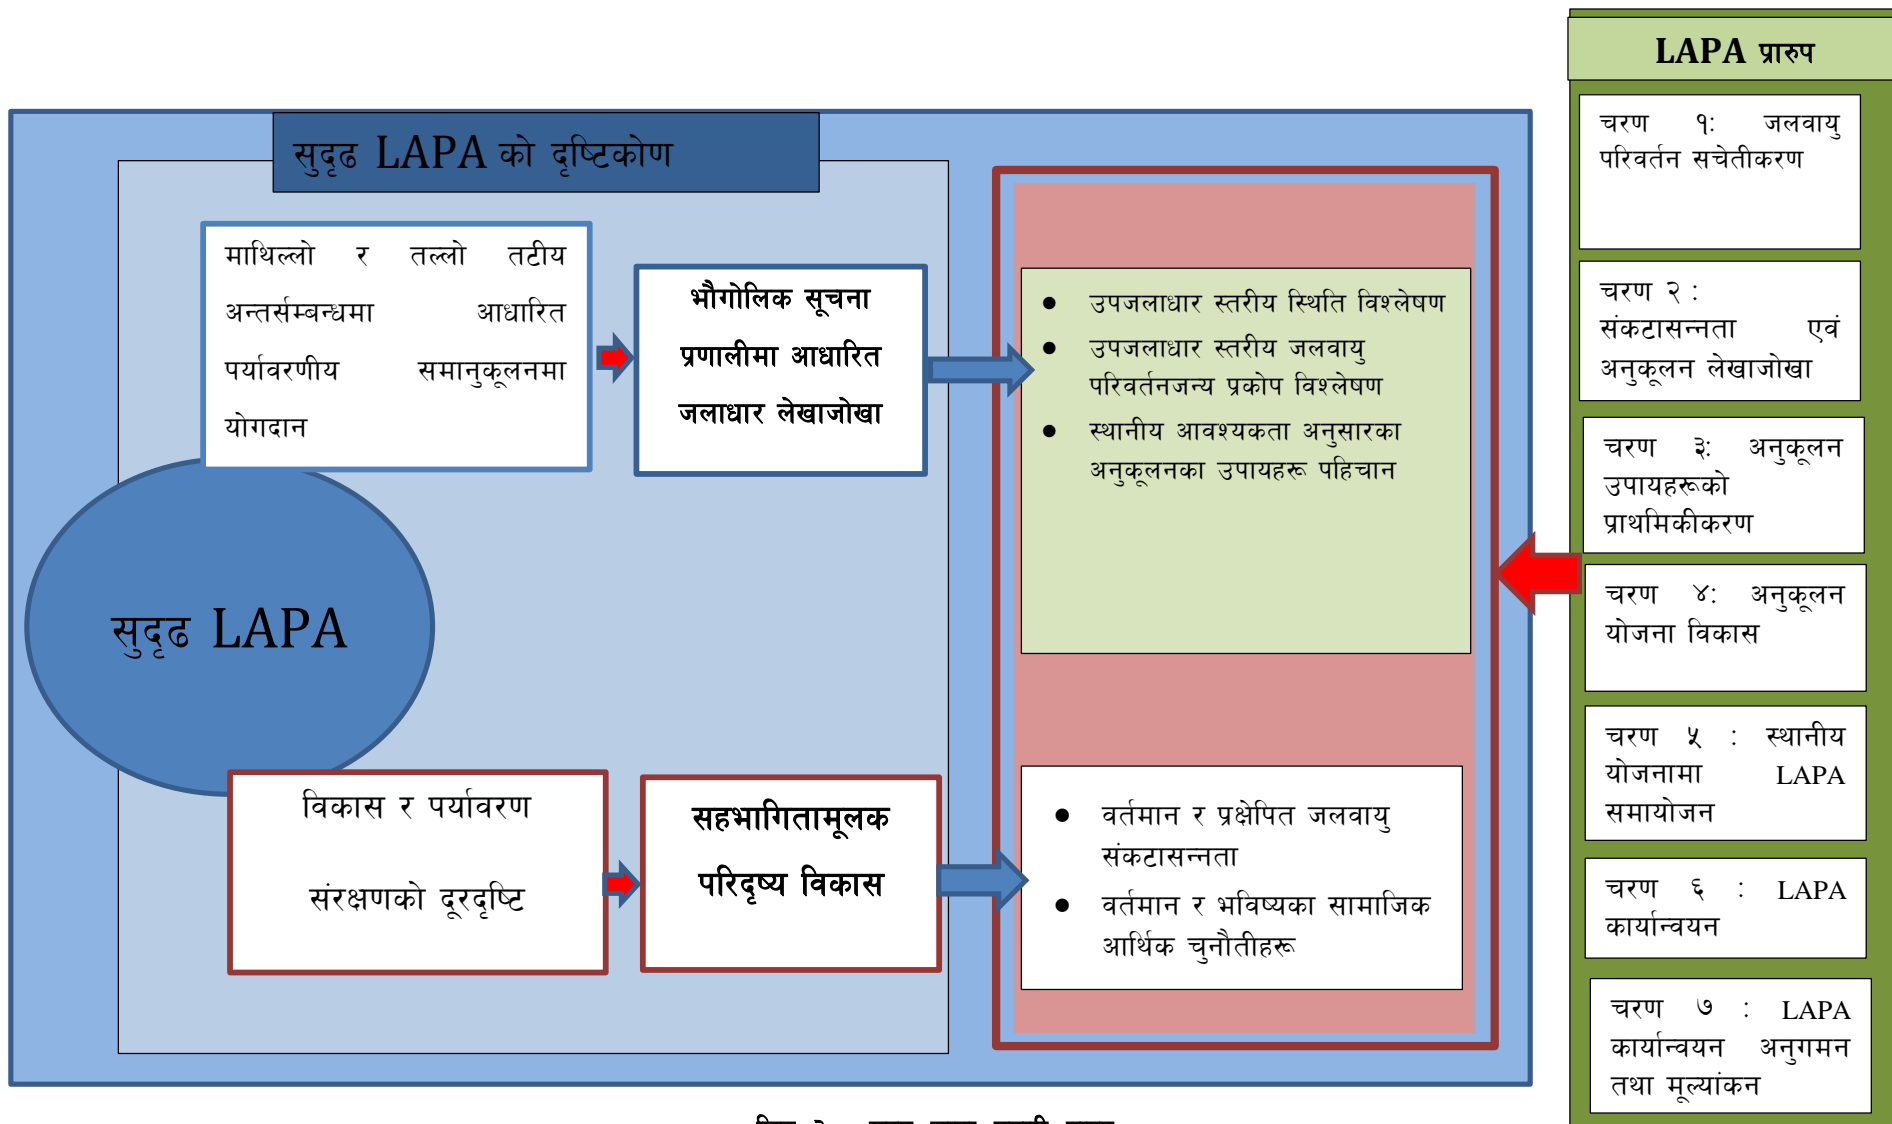 सुदृढ LAPA को दृष्टिकोण
माथिल्लो र तल्लो तटीय
अन्तर्सम्बन्धमा आधारित
पर्यावरणीय समानुकूलनमा
योगदान
भौगोलिक सूचना
प्रणालीमा आधारित
जलाधार लेखाजोखा
● उपजलाधार स्तरीय स्थिति विश्लेषण
● उपजलाधार स्तरीय जलवायु
परिवर्तनजन्य प्रकोप विश्लेषण
● स्थानीय आवश्यकता अनुसारका
अनुकूलनका उपायहरू पहिचान
सुदृढ LAPA
विकास र पर्यावरण
संरक्षणको दूरदृष्टि
सहभागितामूलक
परिदृष्य विकास
● वर्तमान र प्रक्षेपित जलवायु
संकटासन्नता
● वर्तमान र भविष्यका सामाजिक
आर्थिक चुनौतीहरू
LAPA प्रारुप
चरण १: जलवायु
परिवर्तन सचेतीकरण
चरण २ :
संकटासन्नता एवं
अनुकूलन लेखाजोखा
चरण ३: अनुकूलन
उपायहरूको
प्राथमिकीकरण
चरण ४: अनुकूलन
योजना विकास
चरण ५ : स्थानीय
योजनामा LAPA
समायोजन
चरण ६ : LAPA
कार्यान्वयन
चरण ७ : LAPA
कार्यान्वयन अनुगमन
तथा मूल्यांकन